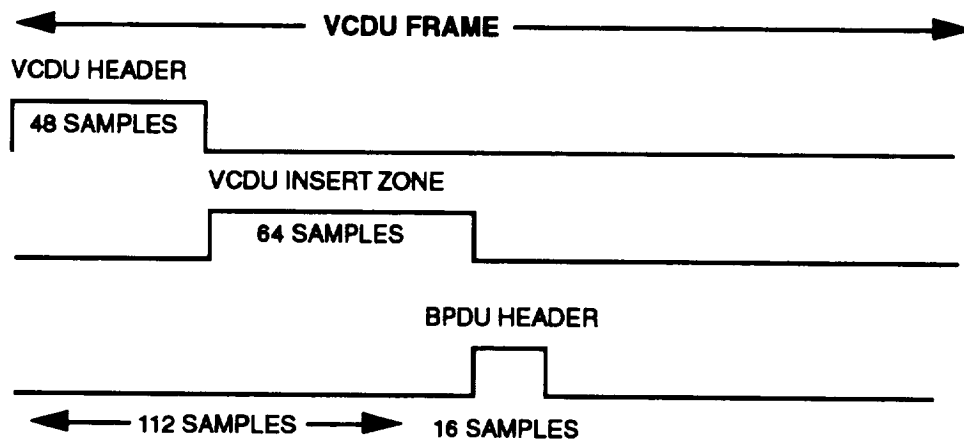 VCDU FRAME
VCDU HEADER
48 SAMPLES
VCDU INSERT ZONE
64 SAMPLES
BPDU HEADER
112 SAMPLES
16 SAMPLES